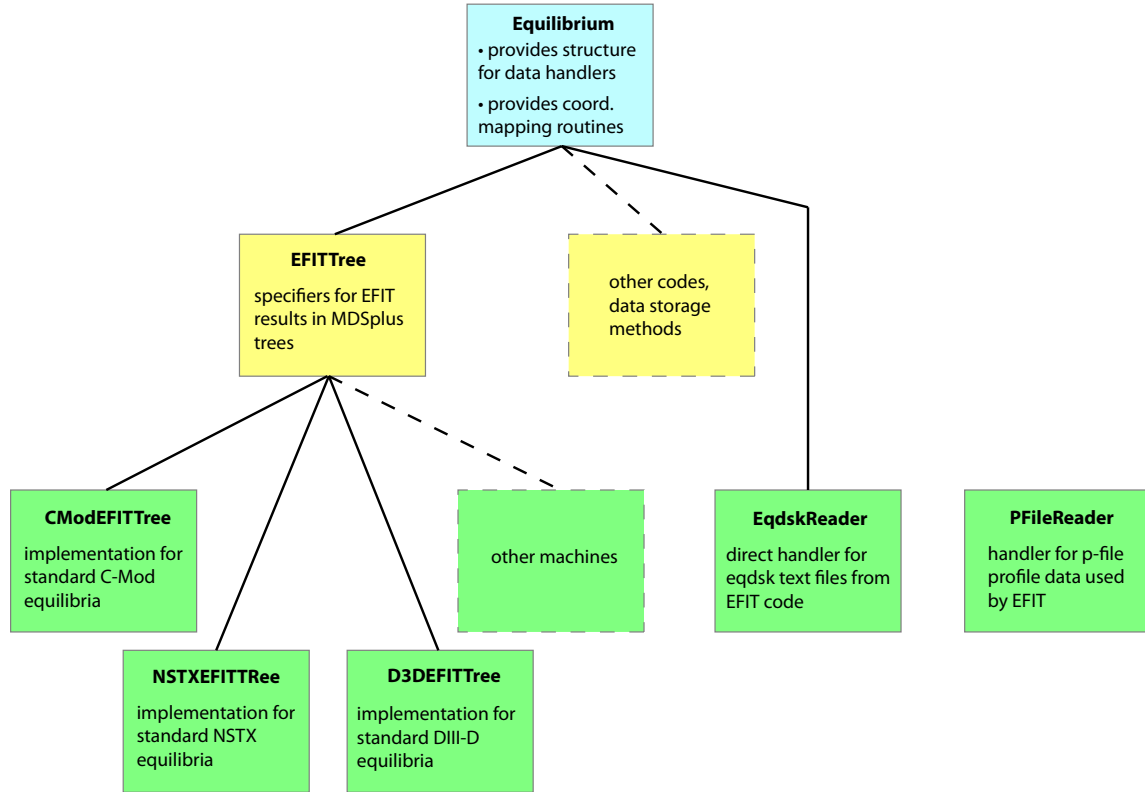 Equilibrium
• provides structure
for data handlers
• provides coord.
mapping routines
EFITTree
specifiers for EFIT
results in MDSplus
trees
other codes,
data storage
methods
CModEFITTree
implementation for
standard C-Mod
equilibria
other machines
EqdskReader
direct handler for
eqdsk text files from
EFIT code
PFileReader
handler for p-file
profile data used
by EFIT
NSTXEFITTRee
implementation for
standard NSTX
equilibria
D3DEFITTree
implementation for
standard DIII-D
equilibria